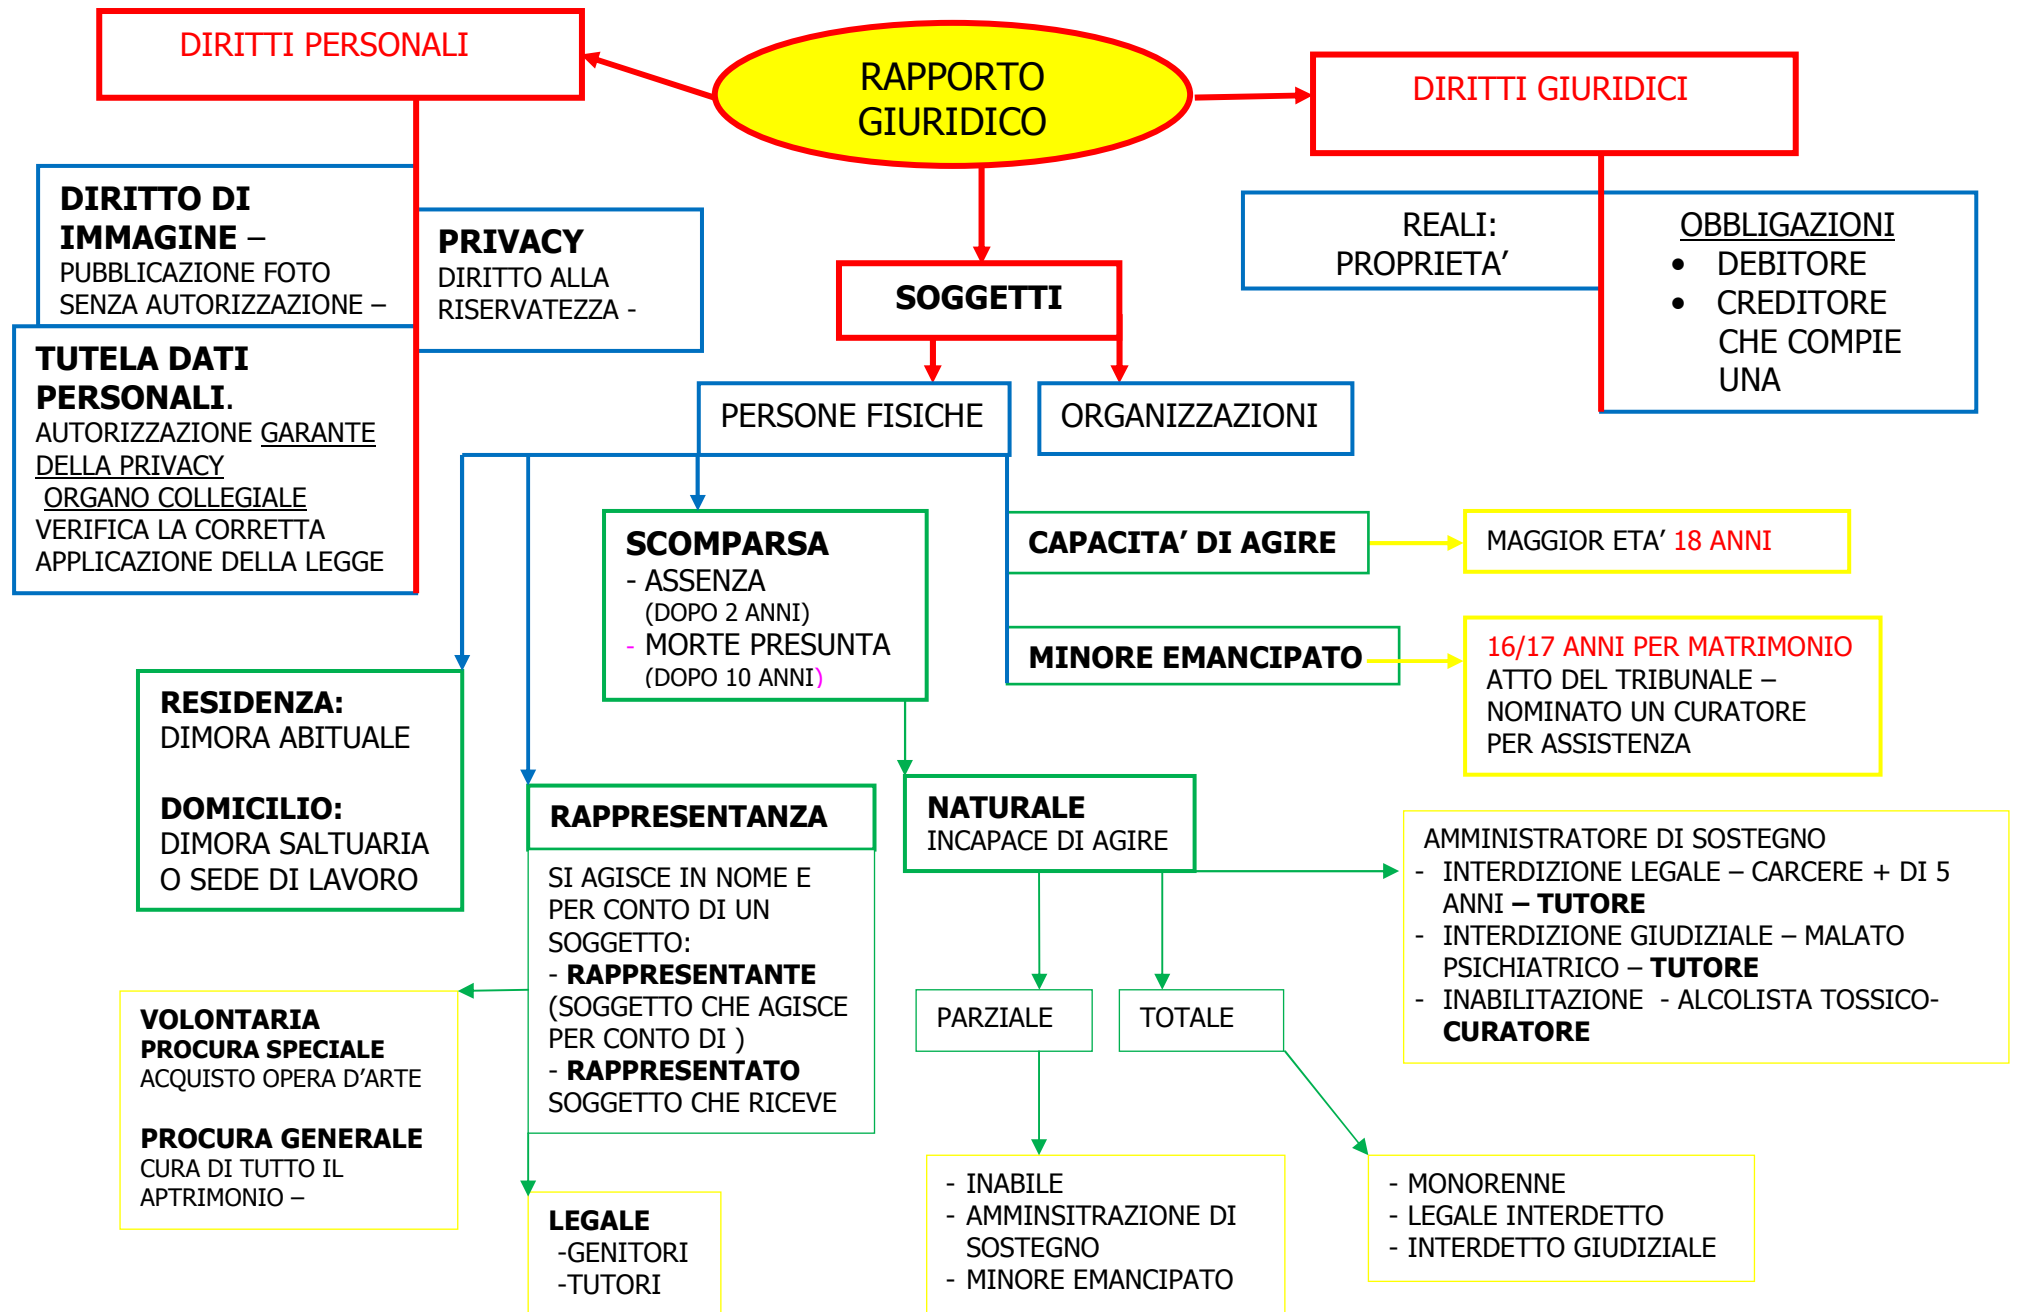 DIRITTI PERSONALI
RAPPORTO
GIURIDICO
DIRITTI GIURIDICI
DIRITTO DI
IMMAGINE –
PUBBLICAZIONE FOTO
SENZA AUTORIZZAZIONE –
PRIVACY
DIRITTO ALLA
RISERVATEZZA -
TUTELA DATI
PERSONALI.
AUTORIZZAZIONE GARANTE
DELLA PRIVACY
ORGANO COLLEGIALE
VERIFICA LA CORRETTA
APPLICAZIONE DELLA LEGGE
SOGGETTI
REALI:
PROPRIETA’
OBBLIGAZIONI
• DEBITORE
• CREDITORE
CHE COMPIE
UNA
PERSONE FISICHE
ORGANIZZAZIONI
SCOMPARSA
- ASSENZA
(DOPO 2 ANNI)
- MORTE PRESUNTA
(DOPO 10 ANNI)
CAPACITA’ DI AGIRE
MAGGIOR ETA’ 18 ANNI
MINORE EMANCIPATO
16/17 ANNI PER MATRIMONIO
ATTO DEL TRIBUNALE –
NOMINATO UN CURATORE
PER ASSISTENZA
RESIDENZA:
DIMORA ABITUALE
DOMICILIO:
DIMORA SALTUARIA
O SEDE DI LAVORO
RAPPRESENTANZA
SI AGISCE IN NOME E
PER CONTO DI UN
SOGGETTO:
- RAPPRESENTANTE
(SOGGETTO CHE AGISCE
PER CONTO DI )
- RAPPRESENTATO
SOGGETTO CHE RICEVE
NATURALE
INCAPACE DI AGIRE
AMMINISTRATORE DI SOSTEGNO
- INTERDIZIONE LEGALE – CARCERE + DI 5
ANNI – TUTORE
- INTERDIZIONE GIUDIZIALE – MALATO
PSICHIATRICO – TUTORE
- INABILITAZIONE - ALCOLISTA TOSSICO-
CURATORE
PARZIALE
TOTALE
VOLONTARIA
PROCURA SPECIALE
ACQUISTO OPERA D’ARTE
PROCURA GENERALE
CURA DI TUTTO IL
APTRIMONIO –
LEGALE
-GENITORI
-TUTORI
- INABILE
- AMMINSITRAZIONE DI
SOSTEGNO
- MINORE EMANCIPATO
- MONORENNE
- LEGALE INTERDETTO
- INTERDETTO GIUDIZIALE